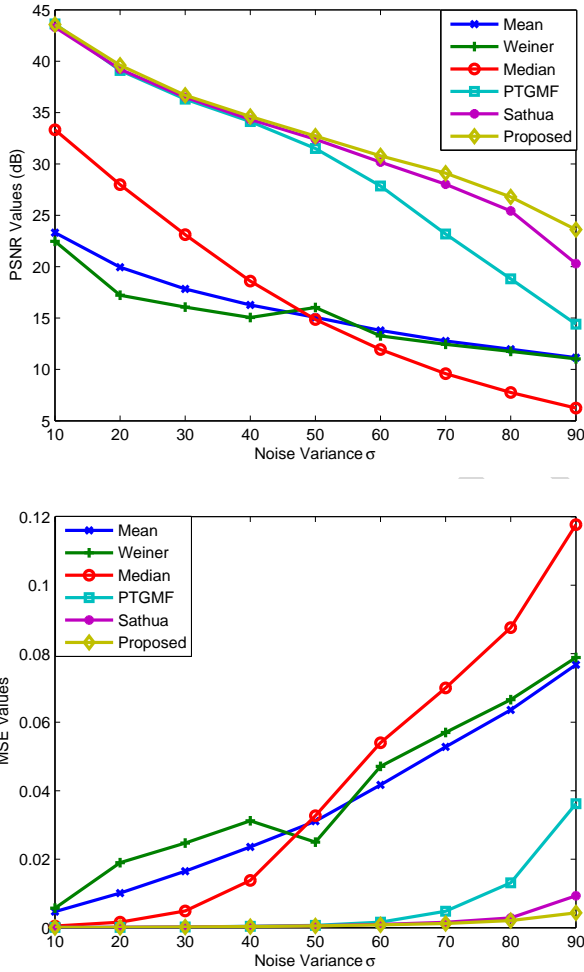 45
40
35
30
25
20
15
10
5
PSNR Values (dB)
10 20 30 40 50 60 70 80 90
Noise Variance σ
Mean
Weiner
Median
PTGMF
Sathua
Proposed
0.12
0.1
0.08
0.06
0.04
0.02
0
MSE Values
10 20 30 40 50 60 70 80 90
Noise Variance σ
Mean
Weiner
Median
PTGMF
Sathua
Proposed